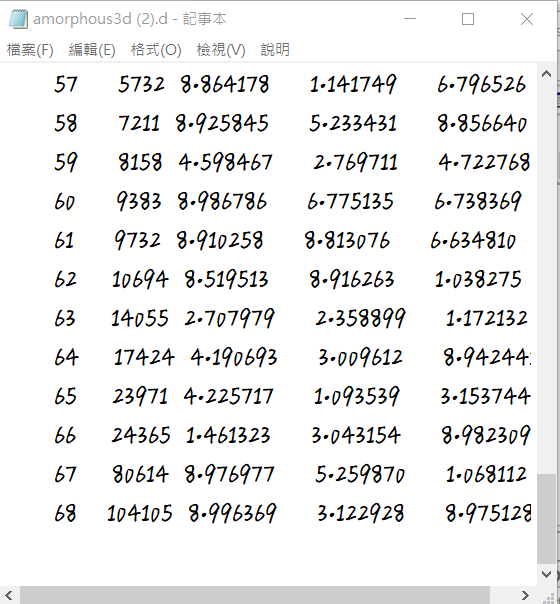 amorphous3d (2).d - 記事本
檔案(F) 編輯(E) 格式(O) 檢視(V) 說明
57 5732 8.864178 1.141749 6.796526
58 7211 8.925845 5.233431 8.856640
59 8158 4.598467 2.769711 4.722768
60 9383 8.986786 6.775135 6.738369
61 9732 8.910258 8.813076 6.634810
62 10694 8.519513 8.916263 1.038275
63 14055 2.707979 2.358899 1.172132
64 17424 4.190693 3.009612 8.942442
65 23971 4.225717 1.093539 3.153744
66 24365 1.461323 3.043154 8.982309
67 80614 8.976977 5.259870 1.068112
68 104105 8.996369 3.122928 8.975128